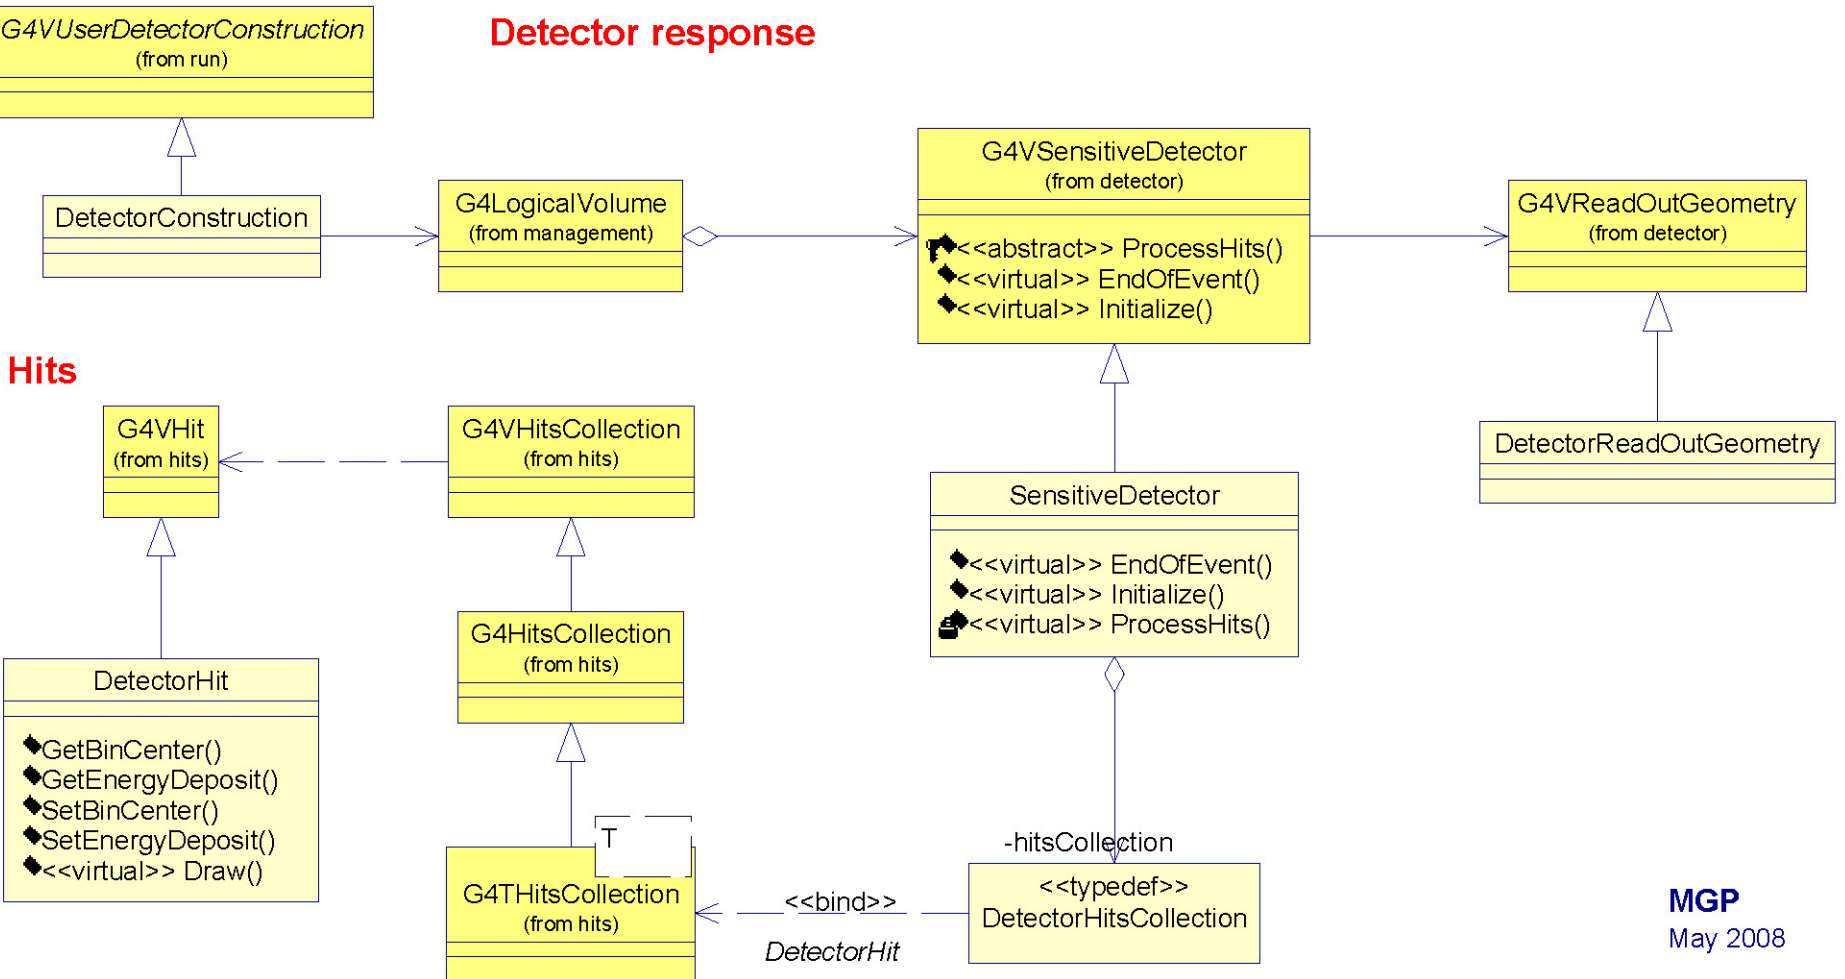 G4VUserDetectorConstruction
(from run)
Detector response
DetectorConstruction
G4LogicalVolume
(from management)
G4VSensitiveDetector
(from detector)
<<abstract>> ProcessHits()
<<virtual>> EndOfEvent()
<<virtual>> Initialize()
G4VReadOutGeometry
(from detector)
DetectorReadOutGeometry
Hits
G4VHit
(from hits)
G4VHitsCollection
(from hits)
SensitiveDetector
<<virtual>> EndOfEvent()
<<virtual>> Initialize()
<<virtual>> ProcessHits()
G4HitsCollection
(from hits)
DetectorHit
GetBinCenter()
GetEnergyDeposit()
SetBinCenter()
SetEnergyDeposit()
<<virtual>> Draw()
T
G4THitsCollection
(from hits)
<<bind>>
DetectorHit
-hitsCollection
<<typedef>>
DetectorHitsCollection
MGP
May 2008